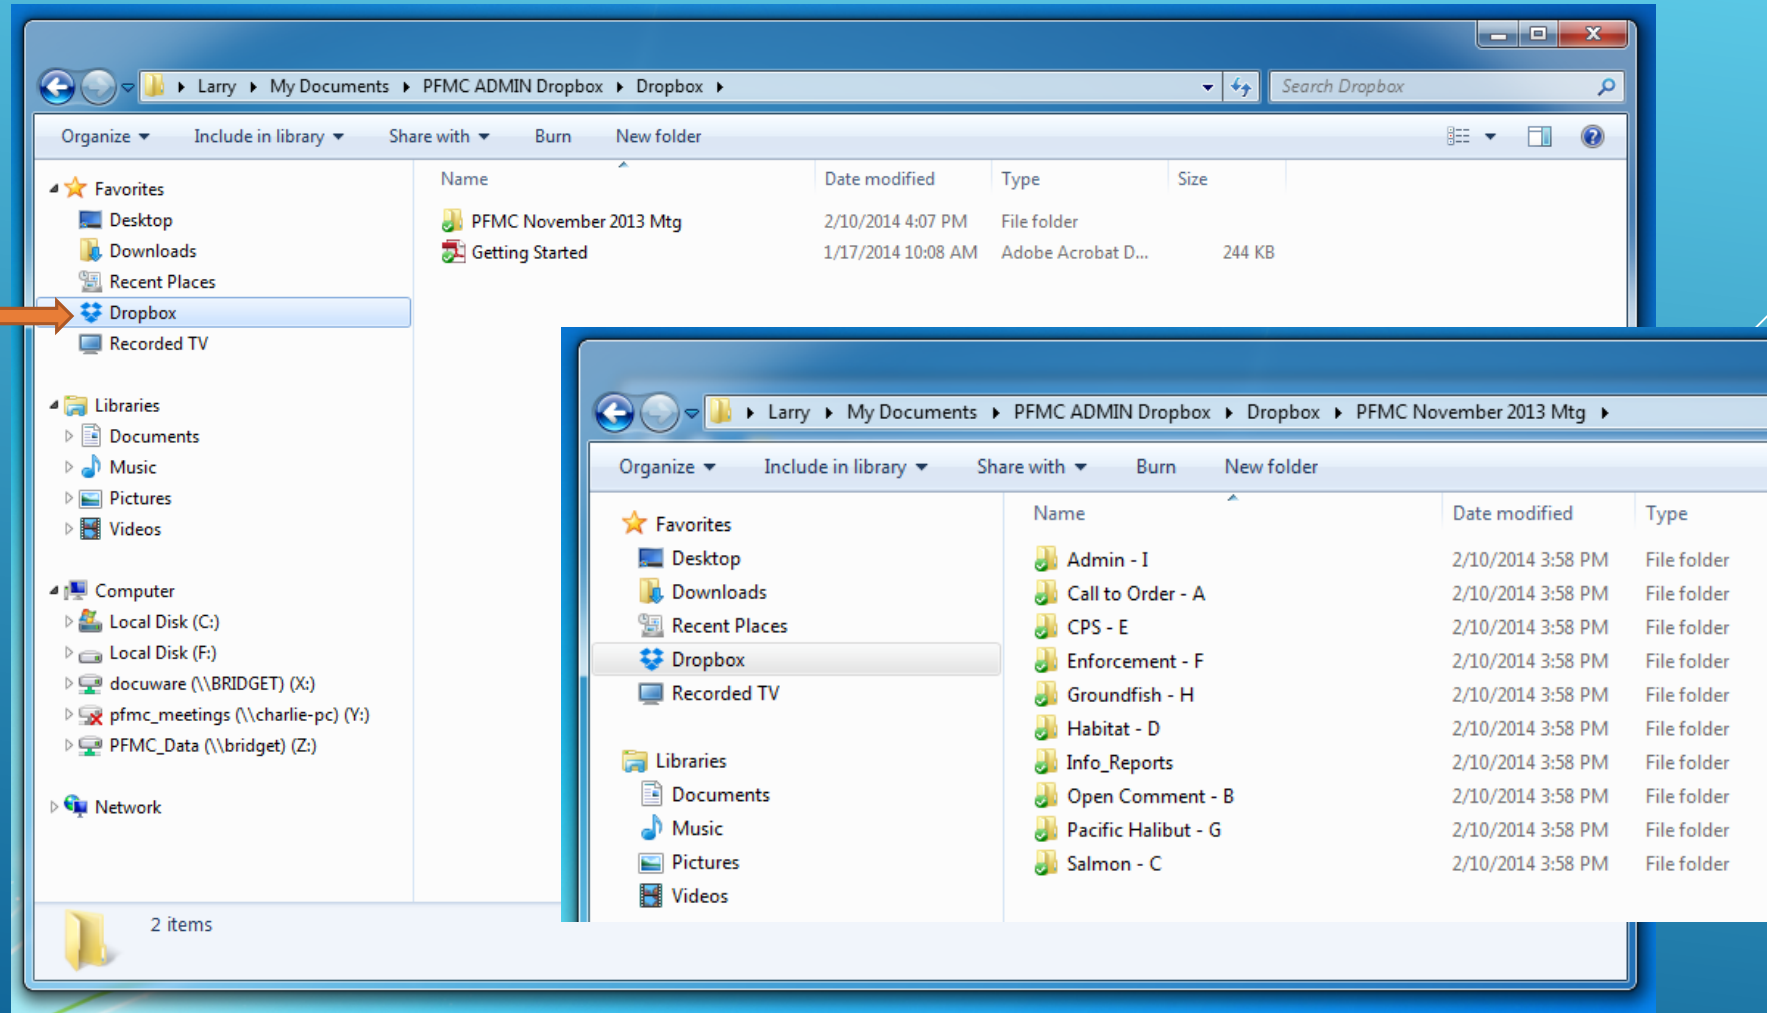 Larry My Documents PFMC ADMIN Dropbox Dropbox
Search Dropbox
Organize Include in library Share with Burn New folder
Favorites
Desktop
Downloads
Recent Places
Dropbox
Recorded TV
Libraries
Documents
Music
Pictures
Videos
Computer
Local Disk (C:)
Local Disk (F:)
docuware (\\BRIDGET) (X:)
pfmc_meetings (\\charlie-pc) (Y:)
PFMC_Data (\\bridget) (Z:)
Network
Name Date modified Type Size
PFMC November 2013 Mtg 2/10/2014 4:07 PM File folder
Getting Started 1/17/2014 10:08 AM Adobe Acrobat D... 244 KB
2 items
Larry My Documents PFMC ADMIN Dropbox Dropbox PFMC November 2013 Mtg
Organize Include in library Share with Burn New folder
Favorites
Desktop
Downloads
Recent Places
Dropbox
Recorded TV
Libraries
Documents
Music
Pictures
Videos
Name Date modified Type
Admin - I 2/10/2014 3:58 PM File folder
Call to Order - A 2/10/2014 3:58 PM File folder
CPS - E 2/10/2014 3:58 PM File folder
Enforcement - F 2/10/2014 3:58 PM File folder
Groundfish - H 2/10/2014 3:58 PM File folder
Habitat - D 2/10/2014 3:58 PM File folder
Info_Reports 2/10/2014 3:58 PM File folder
Open Comment - B 2/10/2014 3:58 PM File folder
Pacific Halibut - G 2/10/2014 3:58 PM File folder
Salmon - C 2/10/2014 3:58 PM File folder